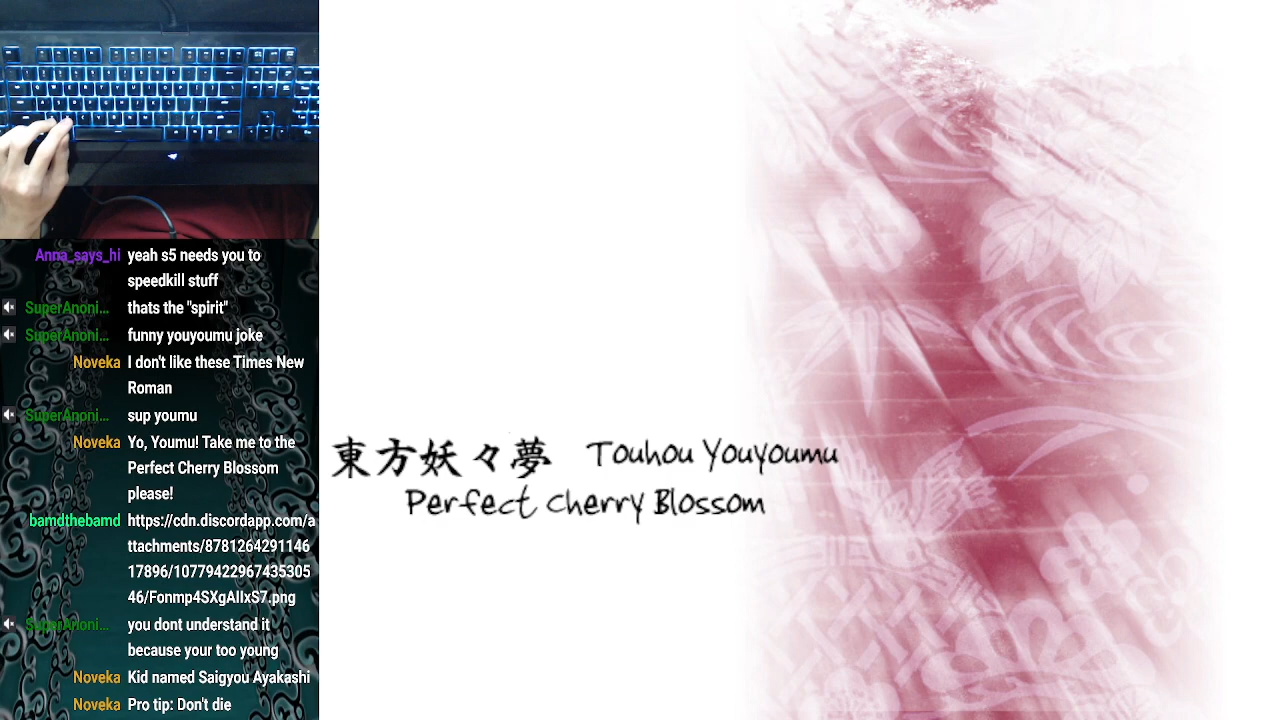 Anna_says_hi yeah s5 needs you to
speedkill stuff
SuperAnoni... thats the "spirit"
SuperAnoni... funny youyoumu joke
Noveka I don't like these Times New
Roman
SuperAnoni... sup youmu
Noveka Yo, Youmu! Take me to the
Perfect Cherry Blossom
please!
bamdthebamd https://cdn.discordapp.com/a
ttachments/8781264291146
17896/10779422967435305
46/Fonmp4SXgAIIxS7.png
SuperAnoni... you dont understand it
because your too young
Noveka Kid named Saigyou Ayakashi
Noveka Pro tip: Don't die
東方妖々夢 Touhou Youyoumu
Perfect Cherry Blossom